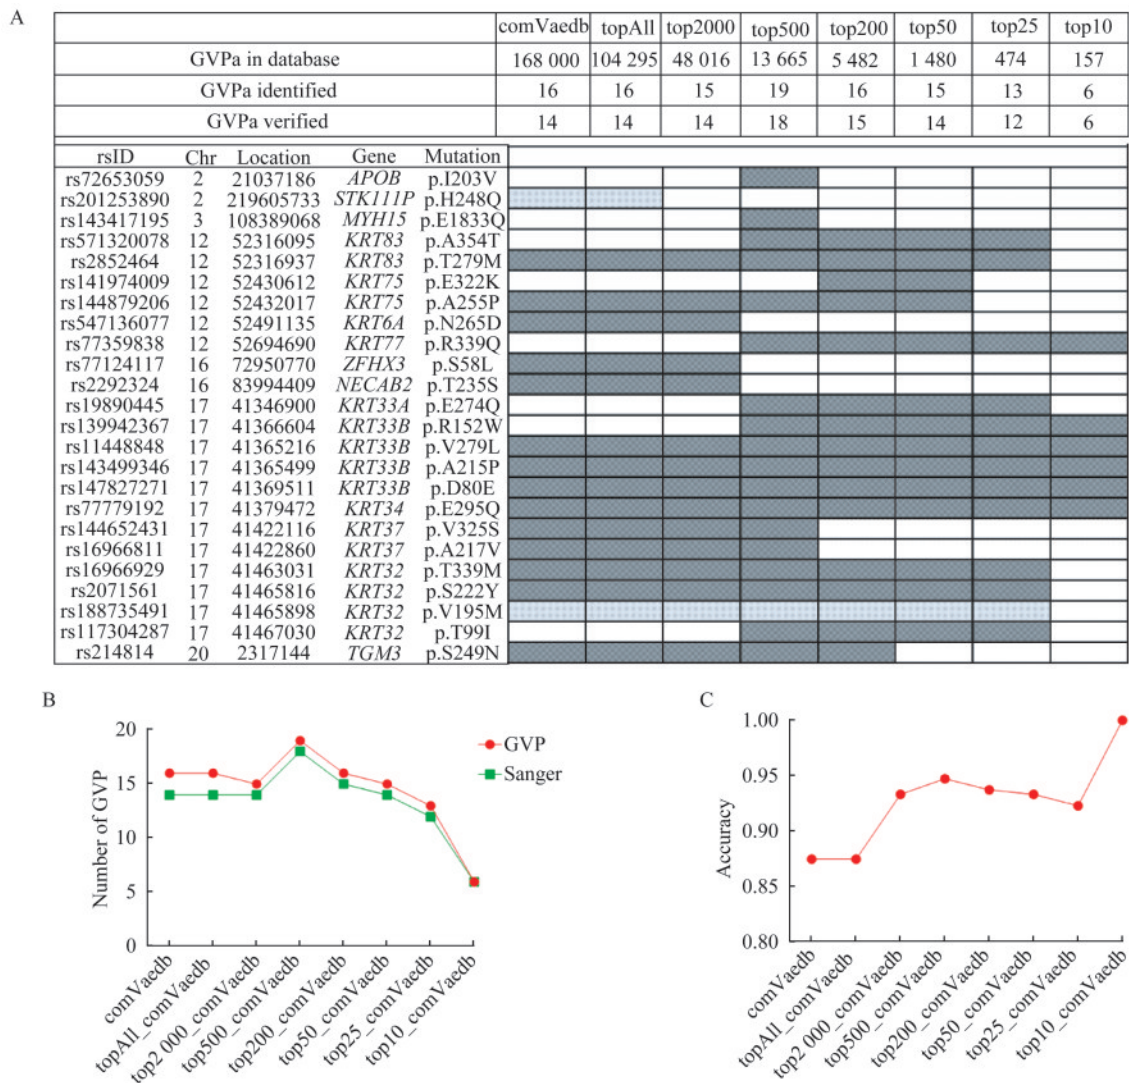 A
comVaedb topAll top2000 top500 top200 top50 top25 top10
GVPa in database 168 000 104 295 48 016 13 665 5 482 1 480 474 157
GVPa identified 16 16 15 19 16 15 13 6
GVPa verified 14 14 14 18 15 14 12 6
rsID Chr Location Gene Mutation
rs72653059 2 21037186 APOB p.I203V
rs201253890 2 219605733 STK111P p.H248Q
rs143417195 3 108389068 MYH15 p.E1833Q
rs571320078 12 52316095 KRT83 p.A354T
rs2852464 12 52316937 KRT83 p.T279M
rs141974009 12 52430612 KRT75 p.E322K
rs144879206 12 52432017 KRT75 p.A255P
rs547136077 12 52491135 KRT6A p.N265D
rs77359838 12 52694690 KRT77 p.R339Q
rs77124117 16 72950770 ZFHX3 p.S58L
rs2292324 16 83994409 NECAB2 p.T235S
rs19890445 17 41346900 KRT33A p.E274Q
rs139942367 17 41366604 KRT33B p.R152W
rs11448848 17 41365216 KRT33B p.V279L
rs143499346 17 41365499 KRT33B p.A215P
rs147827271 17 41369511 KRT33B p.D80E
rs77779192 17 41379472 KRT34 p.E295Q
rs144652431 17 41422116 KRT37 p.V325S
rs16966811 17 41422860 KRT37 p.A217V
rs16966929 17 41463031 KRT32 p.T339M
rs2071561 17 41465816 KRT32 p.S222Y
rs188735491 17 41465898 KRT32 p.V195M
rs117304287 17 41467030 KRT32 p.T99I
rs214814 20 2317144 TGM3 p.S249N
B
Number of GVP
20
15
10
5
0
GVP
Sanger
comVaedb
topAll_comVaedb
top2 000_comVaedb
top500_comVaedb
top200_comVaedb
top50_comVaedb
top25_comVaedb
top10_comVaedb
C
Accuracy
1.00
0.95
0.90
0.85
0.80
comVaedb
topAll_comVaedb
top2 000_comVaedb
top500_comVaedb
top200_comVaedb
top50_comVaedb
top25_comVaedb
top10_comVaedb